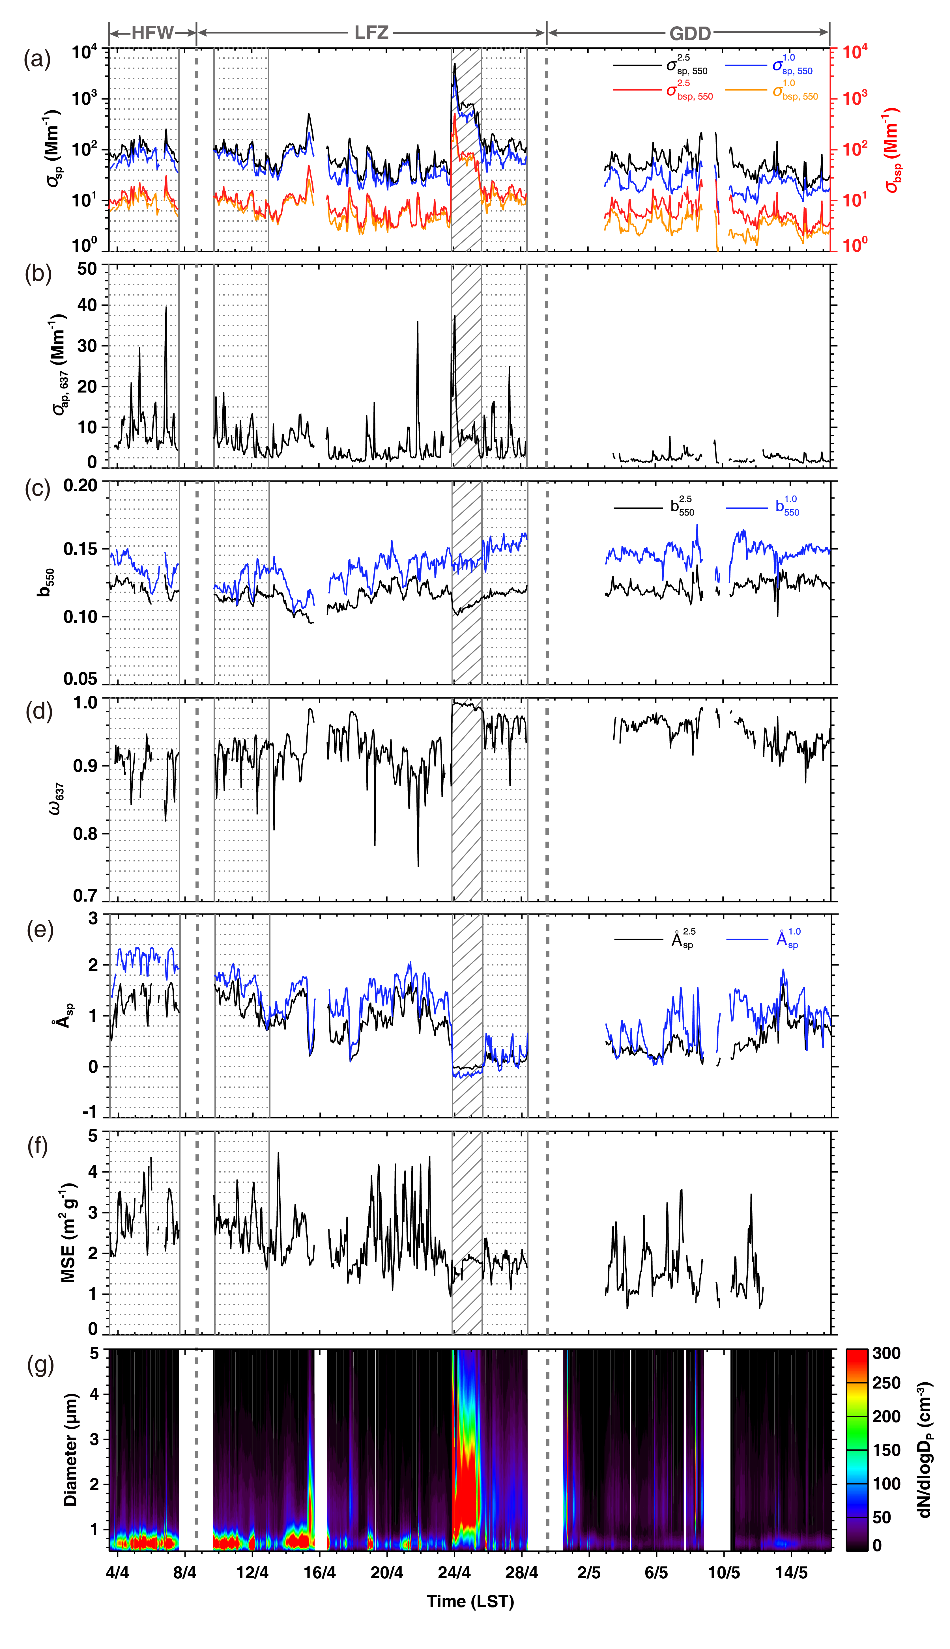 HFW LFZ GDD
(a)
10⁴ 10³ 10² 10¹ 10⁰
σsp (Mm⁻¹)
σ2.5sp, 550 σ1.0sp, 550
σ2.5bsp, 550 σ1.0bsp, 550
10⁴ 10³ 10² 10¹ 10⁰
σbsp (Mm⁻¹)
(b)
50 40 30 20 10 0
σap, 637 (Mm⁻¹)
(c)
0.20 0.15 0.10 0.05
b550
b2.5550 b1.0550
(d)
1.0 0.9 0.8 0.7
ω637
(e)
3 2 1 0 -1
Åsp
Å2.5sp Å1.0sp
(f)
5 4 3 2 1 0
MSE (m² g⁻¹)
(g)
5 4 3 2 1
Diameter (μm)
300 250 200 150 100 50 0
dN/dlogDP (cm⁻³)
4/4 8/4 12/4 16/4 20/4 24/4 28/4 2/5 6/5 10/5 14/5
Time (LST)